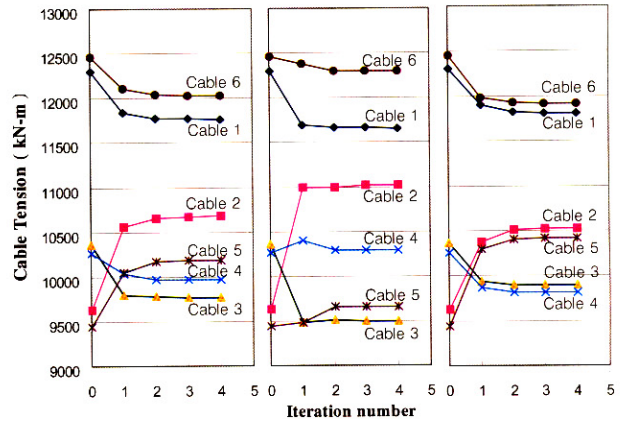 13000
12500
12000
11500
11000
10500
10000
9500
9000
Cable Tension ( kN-m )
Cable 6
Cable 1
Cable 2
Cable 5
Cable 4
Cable 3
0 1 2 3 4 5
Cable 6
Cable 1
Cable 2
Cable 4
Cable 5
Cable 3
0 1 2 3 4 5
Cable 6
Cable 1
Cable 2
Cable 5
Cable 3
Cable 4
0 1 2 3 4 5
Iteration number